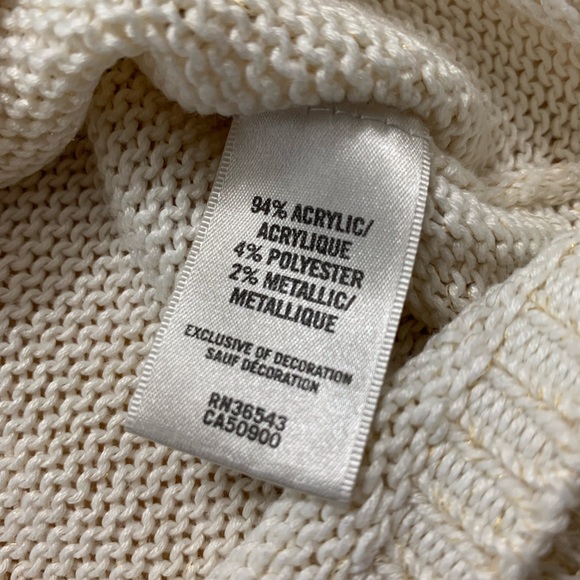 94% ACRYLIC/
ACRYLIQUE
4% POLYESTER
2% METALLIC/
METALLIQUE
EXCLUSIVE OF DECORATION
SAUF DÉCORATION
RN36543
CA50900